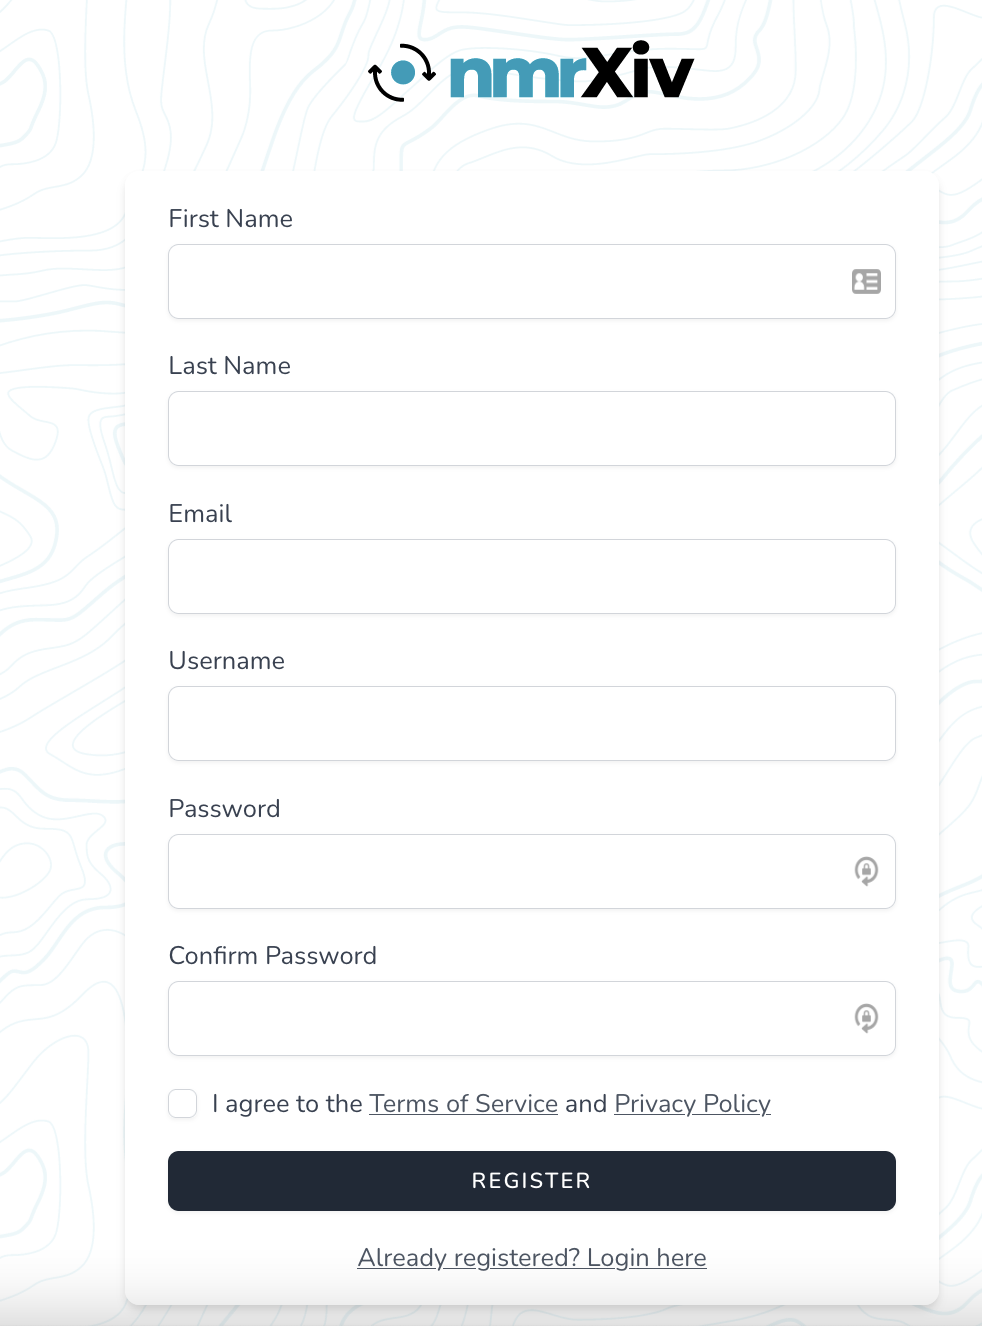 nmrXiv
First Name
Last Name
Email
Username
Password
Confirm Password
I agree to the Terms of Service and Privacy Policy
REGISTER
Already registered? Login here